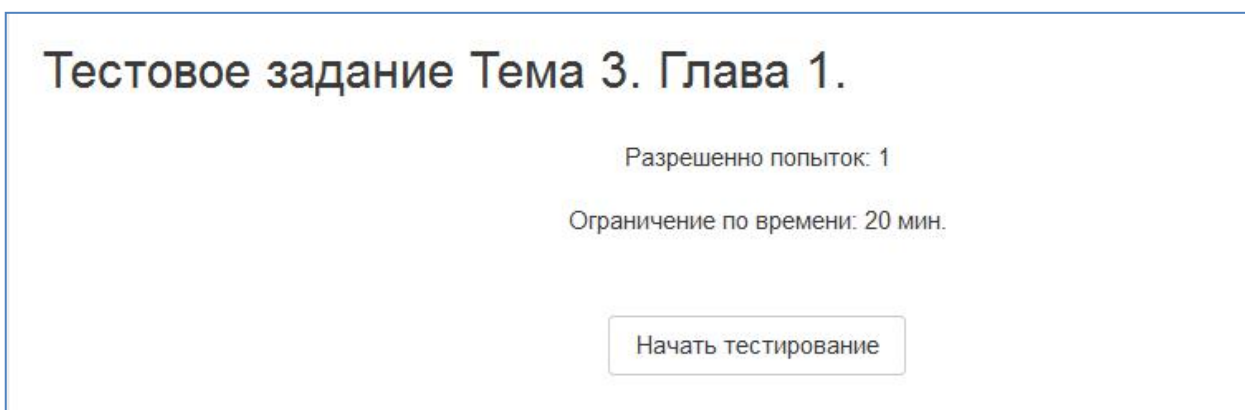 Тестовое задание Тема 3. Глава 1.
Разрешенно попыток: 1
Ограничение по времени: 20 мин.
Начать тестирование